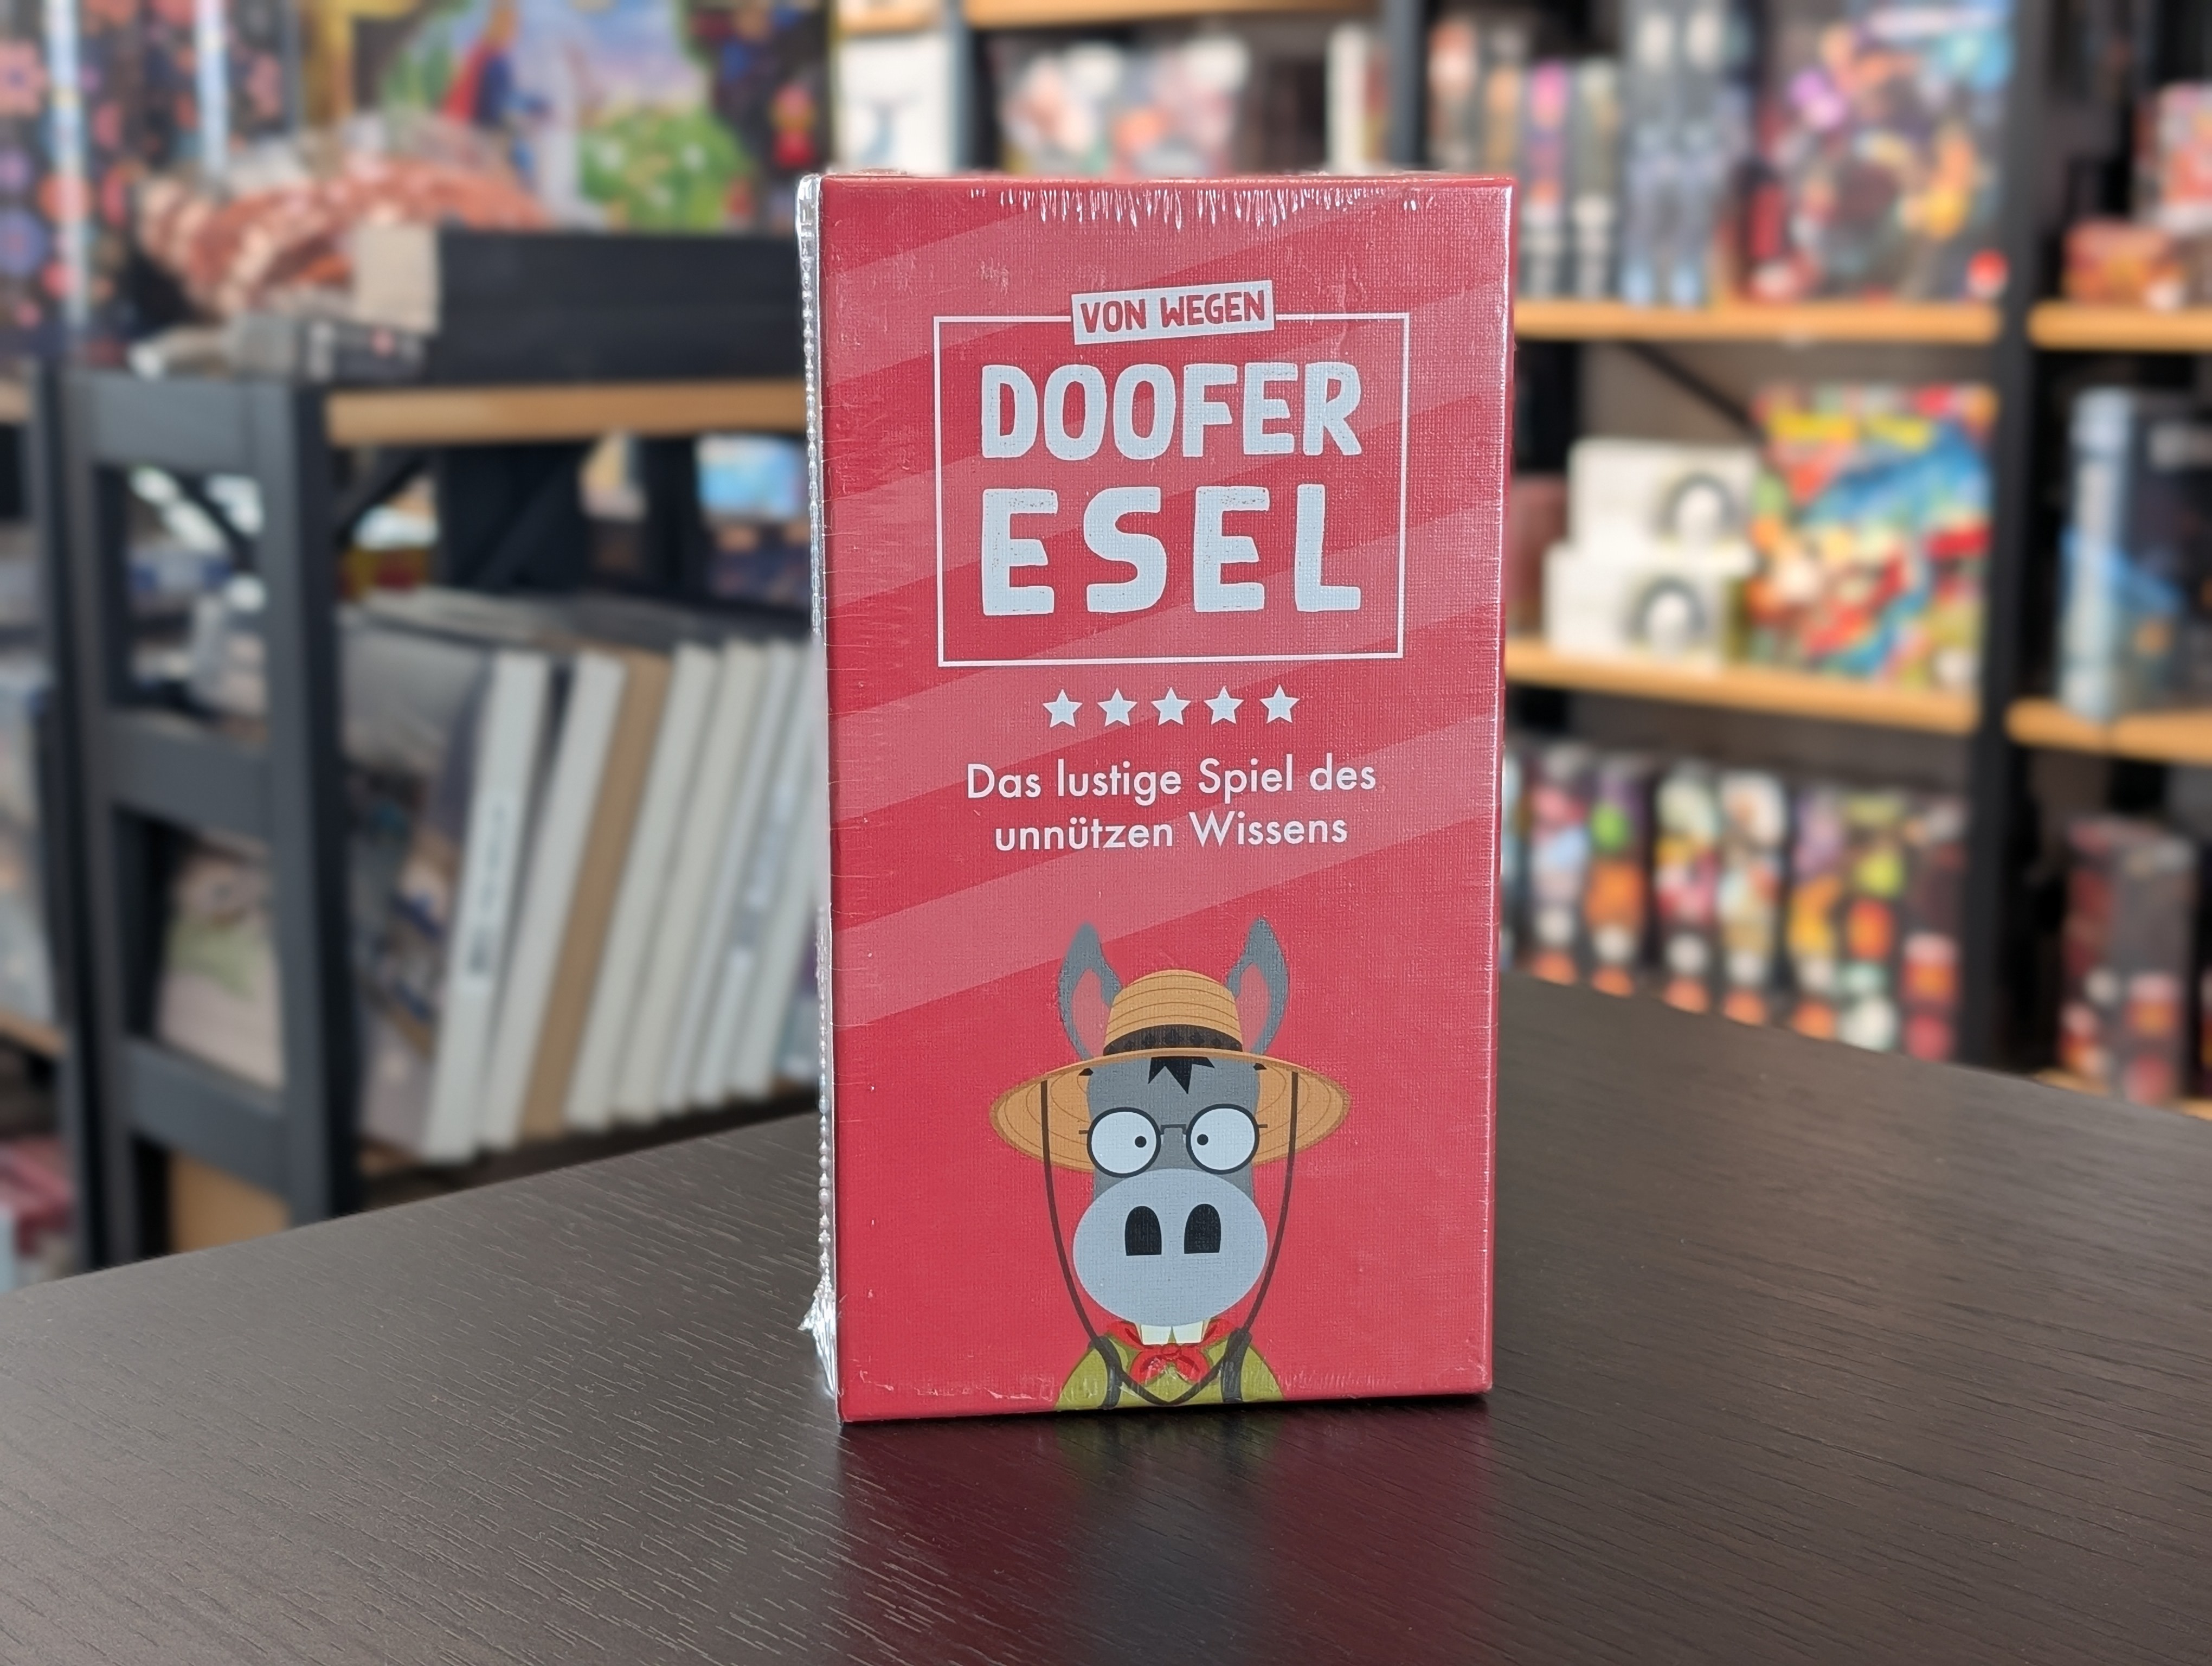 VON WEGEN
DOOFER
ESEL
Das lustige Spiel des
unnützen Wissens